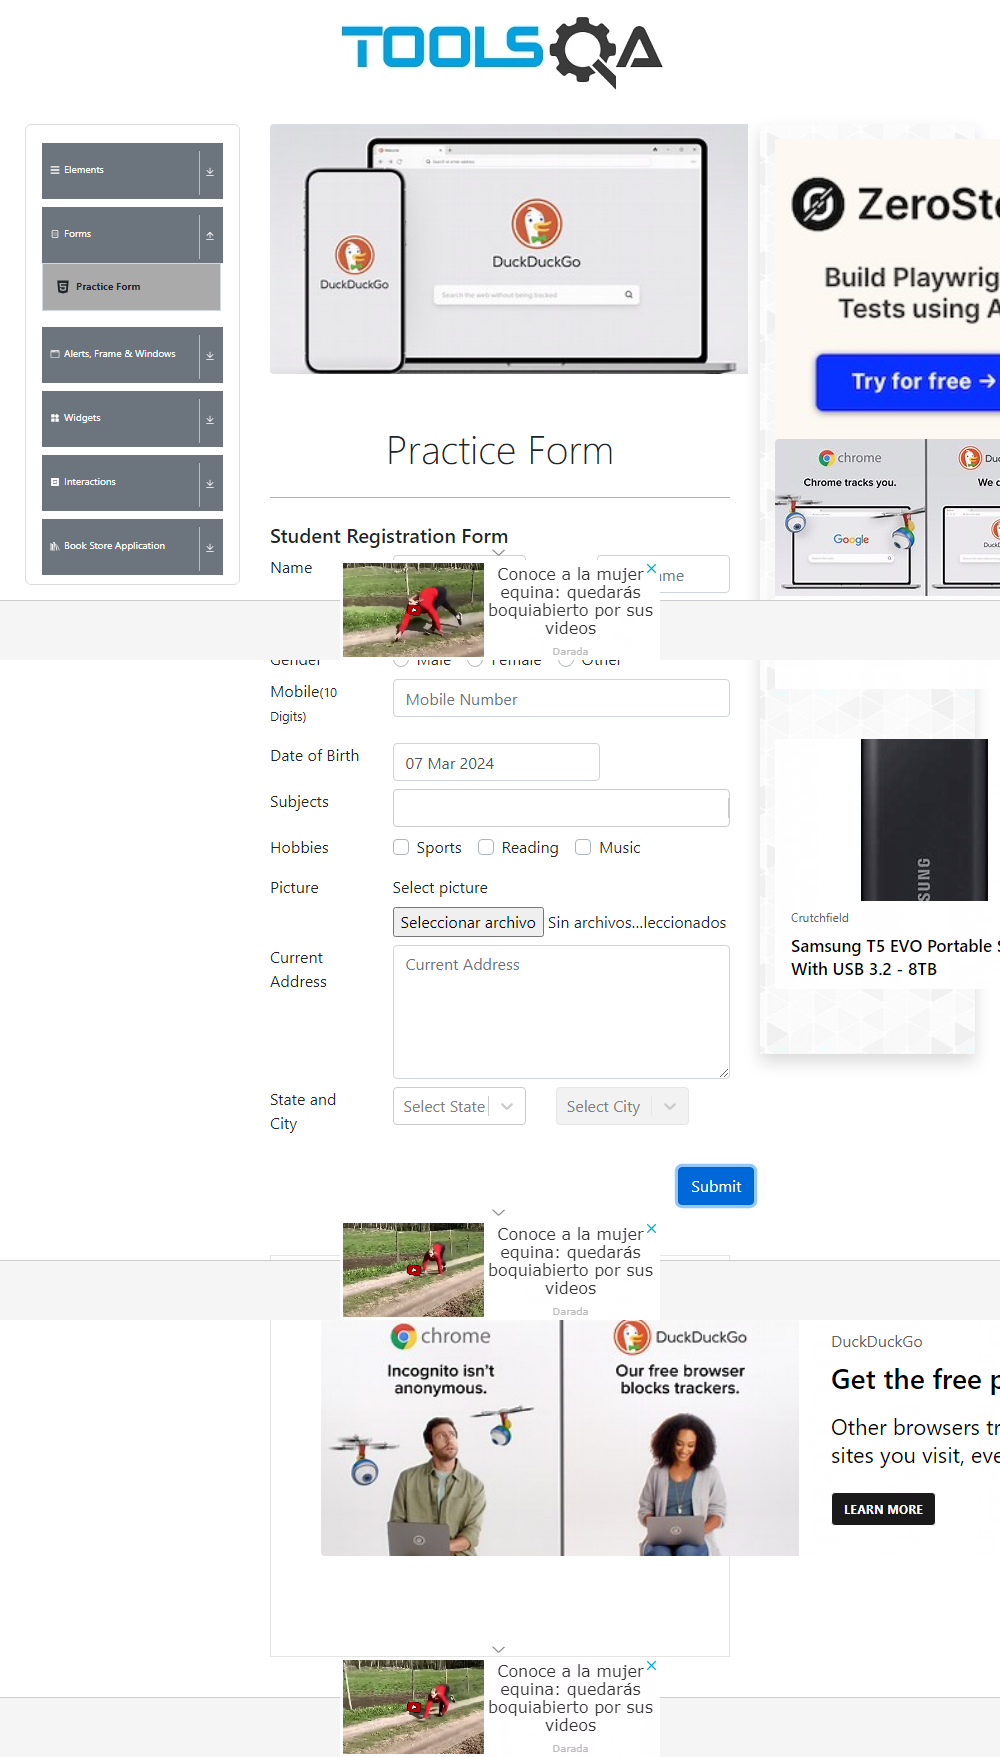 TOOLSQA
Elements
Forms
Practice Form
Alerts, Frame & Windows
Widgets
Interactions
Book Store Application
Search or enter address
DuckDuckGo
DuckDuckGo
Search the web without being tracked
ZeroSte
Build Playwrig
Tests using A
Try for free →
chrome
Chrome tracks you.
Google
Duc
We d
Practice Form
Student Registration Form
Name
ame
Conoce a la mujer
equina: quedarás
boquiabierto por sus
videos
Darada
Gender
Male
Female
Other
Mobile(10
Digits)
Mobile Number
Date of Birth
07 Mar 2024
Subjects
Hobbies
Sports
Reading
Music
Picture
Select picture
Seleccionar archivo
Sin archivos...leccionados
Current
Address
Current Address
State and
City
Select State
Select City
Submit
SUNG
Crutchfield
Samsung T5 EVO Portable S
With USB 3.2 - 8TB
Conoce a la mujer
equina: quedarás
boquiabierto por sus
videos
Darada
chrome
Incognito isn't
anonymous.
DuckDuckGo
Our free browser
blocks trackers.
DuckDuckGo
Get the free p
Other browsers tr
sites you visit, eve
LEARN MORE
Conoce a la mujer
equina: quedarás
boquiabierto por sus
videos
Darada